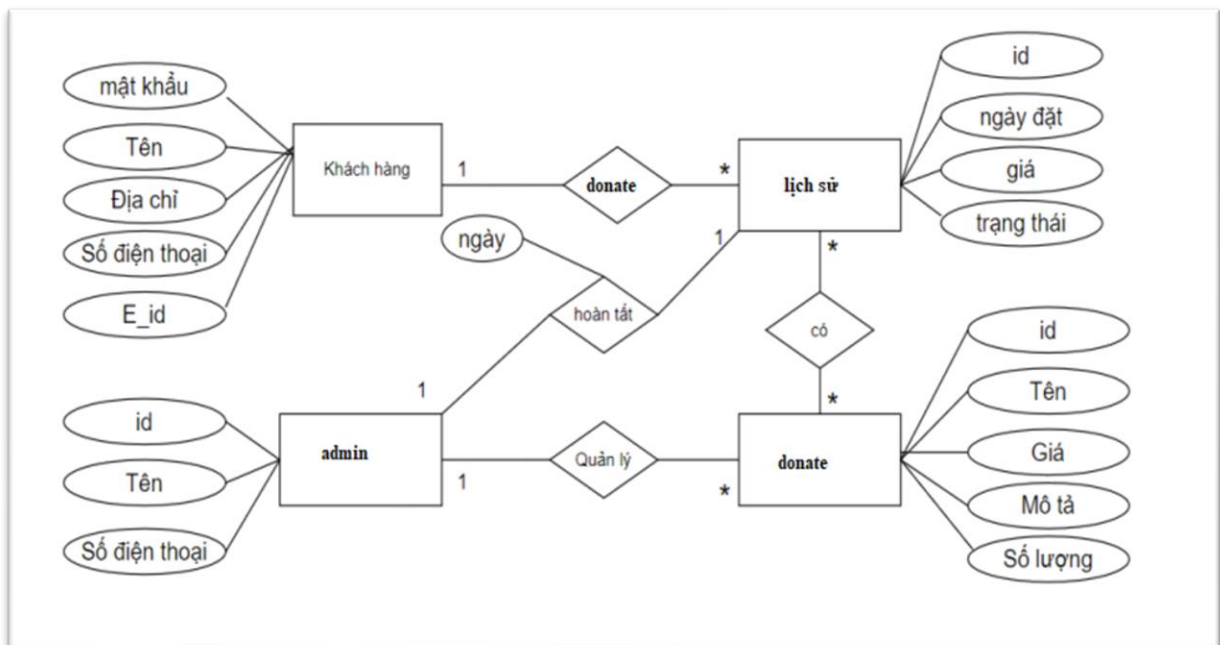 mật khẩu
Tên
Địa chỉ
Số điện thoại
E_id
Khách hàng
1
donate
*
lịch sử
id
ngày đặt
giá
trạng thái
ngày
1
*
hoàn tất
có
1
*
id
Tên
Số điện thoại
admin
1
Quản lý
*
donate
id
Tên
Giá
Mô tả
Số lượng